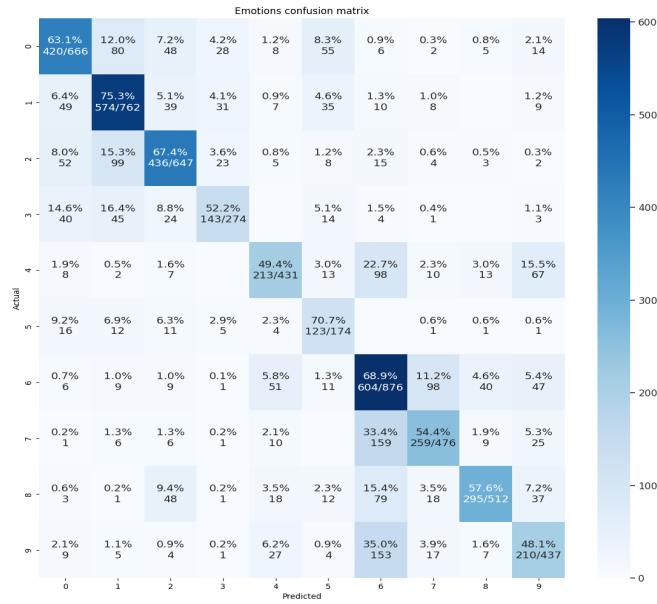 Emotions confusion matrix
63.1% 12.0% 7.2% 4.2% 1.2% 8.3% 0.9% 0.3% 0.8% 2.1%
0 420/666 80 48 28 8 55 6 2 5 14
6.4% 75.3% 5.1% 4.1% 0.9% 4.6% 1.3% 1.0% 1.2%
1 49 574/762 39 31 7 35 10 8 9
8.0% 15.3% 67.4% 3.6% 0.8% 1.2% 2.3% 0.6% 0.5% 0.3%
2 52 99 436/647 23 5 8 15 4 3 2
14.6% 16.4% 8.8% 52.2% 5.1% 1.5% 0.4% 1.1%
3 40 45 24 143/274 14 4 1 3
1.9% 0.5% 1.6% 49.4% 3.0% 22.7% 2.3% 3.0% 15.5%
4 8 2 7 213/431 13 98 10 13 67
Actual
9.2% 6.9% 6.3% 2.9% 2.3% 70.7% 0.6% 0.6% 0.6%
5 16 12 11 5 4 123/174 1 1 1
0.7% 1.0% 1.0% 0.1% 5.8% 1.3% 68.9% 11.2% 4.6% 5.4%
6 6 9 9 1 51 11 604/876 98 40 47
0.2% 1.3% 1.3% 0.2% 2.1% 33.4% 54.4% 1.9% 5.3%
7 1 6 6 1 10 159 259/476 9 25
0.6% 0.2% 9.4% 0.2% 3.5% 2.3% 15.4% 3.5% 57.6% 7.2%
8 3 1 48 1 18 12 79 18 295/512 37
2.1% 1.1% 0.9% 0.2% 6.2% 0.9% 35.0% 3.9% 1.6% 48.1%
9 9 5 4 1 27 4 153 17 7 210/437
0 1 2 3 4 5 6 7 8 9
Predicted
600
500
400
300
200
100
0